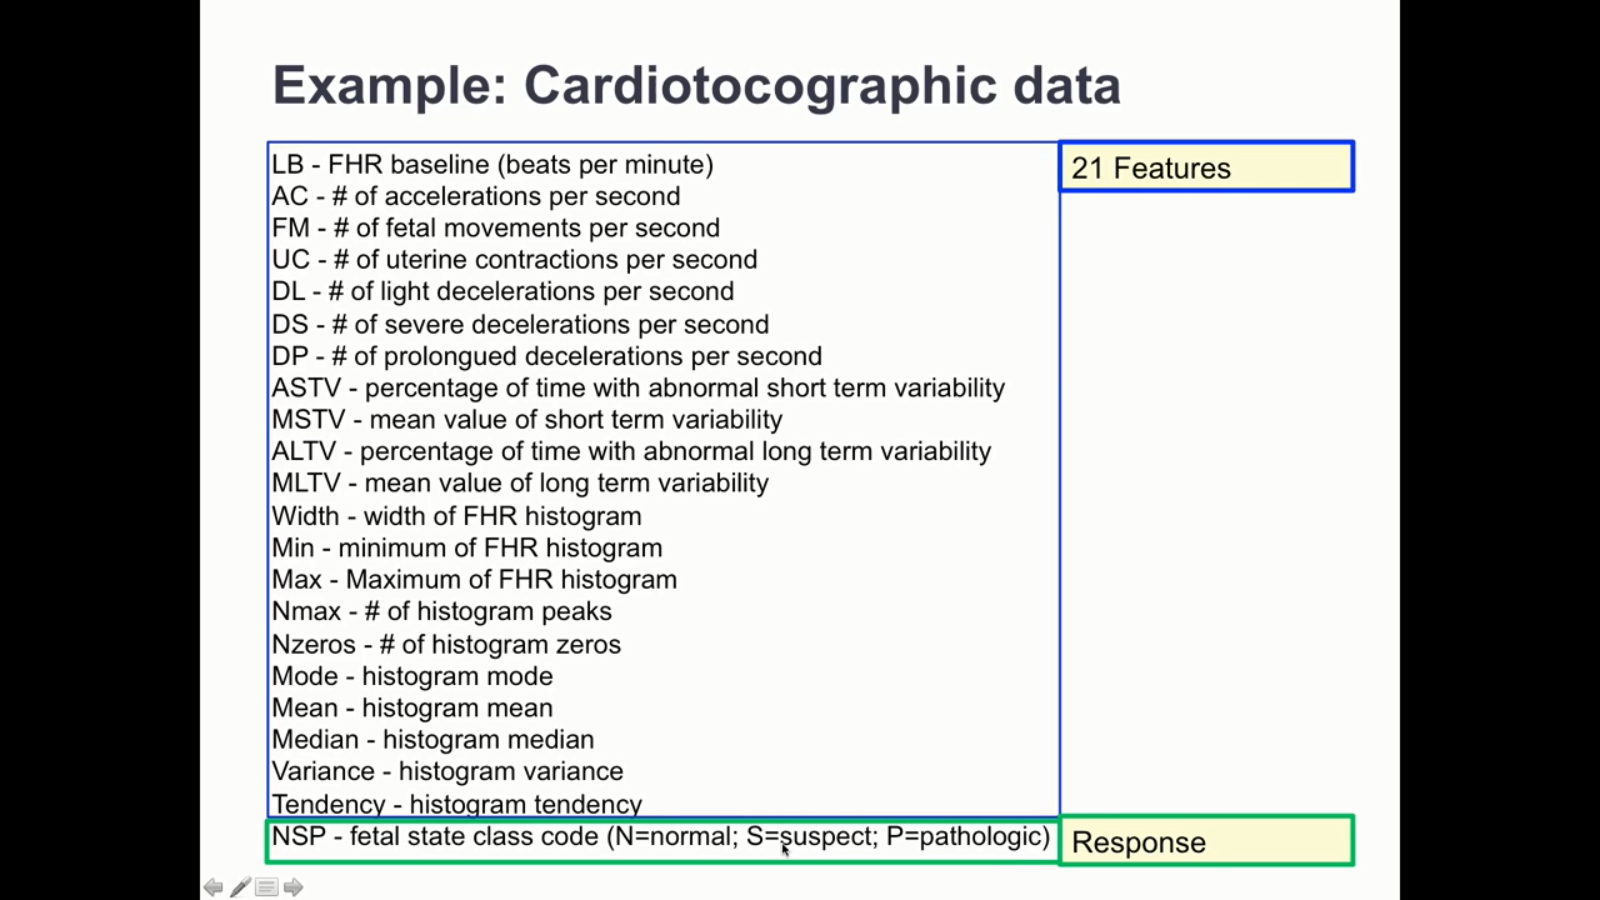 Example: Cardiotocographic data
LB - FHR baseline (beats per minute)
21 Features
AC - # of accelerations per second
FM - # of fetal movements per second
UC - # of uterine contractions per second
DL - # of light decelerations per second
DS - # of severe decelerations per second
DP - # of prolongued decelerations per second
ASTV - percentage of time with abnormal short term variability
MSTV - mean value of short term variability
ALTV - percentage of time with abnormal long term variability
MLTV - mean value of long term variability
Width - width of FHR histogram
Min - minimum of FHR histogram
Max - Maximum of FHR histogram
Nmax - # of histogram peaks
Nzeros - # of histogram zeros
Mode - histogram mode
Mean - histogram mean
Median - histogram median
Variance - histogram variance
Tendency - histogram tendency
NSP - fetal state class code (N=normal; S=suspect; P=pathologic)
Response